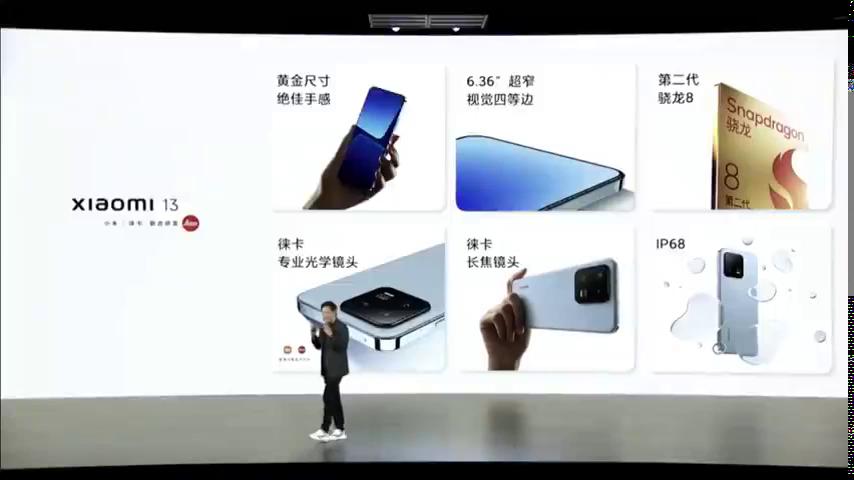 XIAOMI 13
小米 | 徕卡 联合研发
Leica
黄金尺寸
绝佳手感
6.36" 超窄
视觉四等边
第二代
骁龙8
Snapdragon
骁龙
8
第二代
徕卡
专业光学镜头
徕卡
长焦镜头
IP68